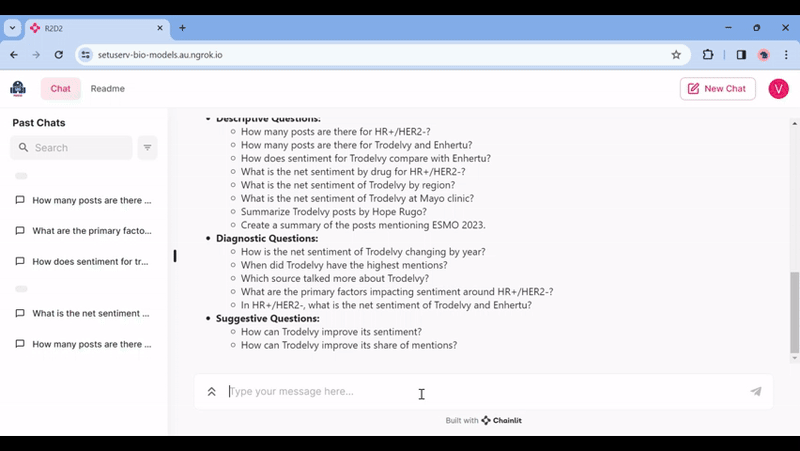 R2D2
setuserv-bio-models.au.ngrok.io
Chat
Readme
New Chat
V
Past Chats
Search
How many posts are there ...
What are the primary facto...
How does sentiment for tr...
What is the net sentiment ...
How many posts are there ...
Descriptive Questions:
How many posts are there for HR+/HER2-?
How many posts are there for Trodelvy and Enhertu?
How does sentiment for Trodelvy compare with Enhertu?
What is the net sentiment by drug for HR+/HER2-?
What is the net sentiment of Trodelvy by region?
What is the net sentiment of Trodelvy at Mayo clinic?
Summarize Trodelvy posts by Hope Rugo?
Create a summary of the posts mentioning ESMO 2023.
Diagnostic Questions:
How is the net sentiment of Trodelvy changing by year?
When did Trodelvy have the highest mentions?
Which source talked more about Trodelvy?
What are the primary factors impacting sentiment around HR+/HER2-?
In HR+/HER2-, what is the net sentiment of Trodelvy and Enhertu?
Suggestive Questions:
How can Trodelvy improve its sentiment?
How can Trodelvy improve its share of mentions?
Type your message here...
Built with Chainlit